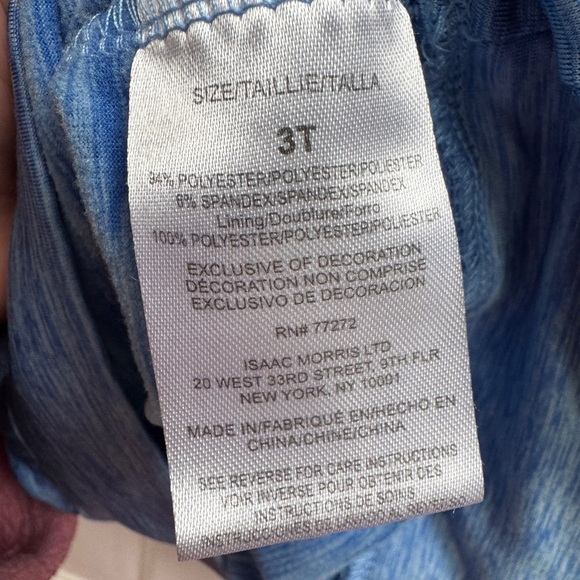 SIZE/TAILLIE/TALLA
3T
94% POLYESTER/POLYESTER/POLIESTER
6% SPANDEX/SPANDEX/SPANDEX
Lining/Doublure/Forro
100% POLYESTER/POLYESTER/POLIESTER
EXCLUSIVE OF DECORATION
DÉCORATION NON COMPRISE
EXCLUSIVO DE DECORACION
RN# 77272
ISAAC MORRIS LTD
20 WEST 33RD STREET, 9TH FLR
NEW YORK, NY 10001
MADE IN/FABRIQUÉ EN/HECHO EN
CHINA/CHINE/CHINA
SEE REVERSE FOR CARE INSTRUCTIONS
VOIR INVERSE POUR OBTENIR DES
INSTRUCTIONS DE SOINS